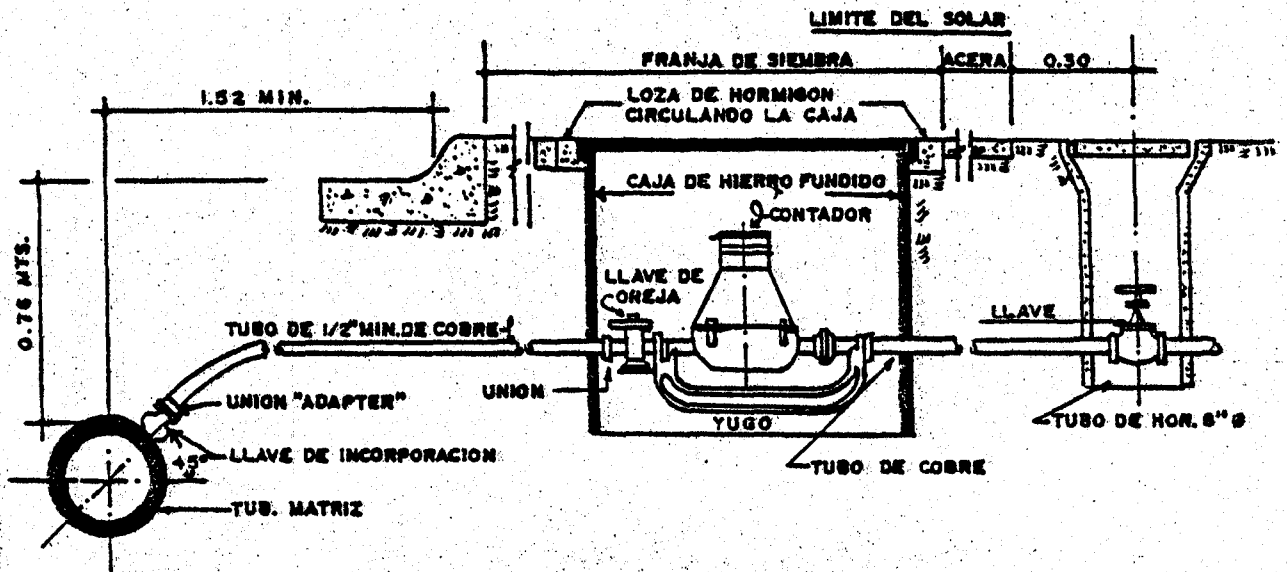 LIMITE DEL SOLAR
FRANJA DE SIEMBRA
ACERA
0.30
1.52 MIN.
LOZA DE HORMIGON
CIRCULANDO LA CAJA
CAJA DE HIERRO FUNDIDO
CONTADOR
0.76 MTS.
LLAVE DE
OREJA
TUBO DE 1/2" MIN. DE COBRE
LLAVE
UNION "ADAPTER"
UNION
YUGO
TUBO DE HOR. 8" Ø
LLAVE DE INCORPORACION
45°
TUBO DE COBRE
TUB. MATRIZ